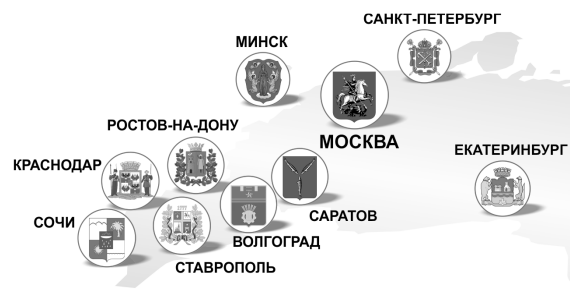 САНКТ-ПЕТЕРБУРГ
МИНСК
МОСКВА
РОСТОВ-НА-ДОНУ
ЕКАТЕРИНБУРГ
КРАСНОДАР
САРАТОВ
СОЧИ
ВОЛГОГРАД
СТАВРОПОЛЬ